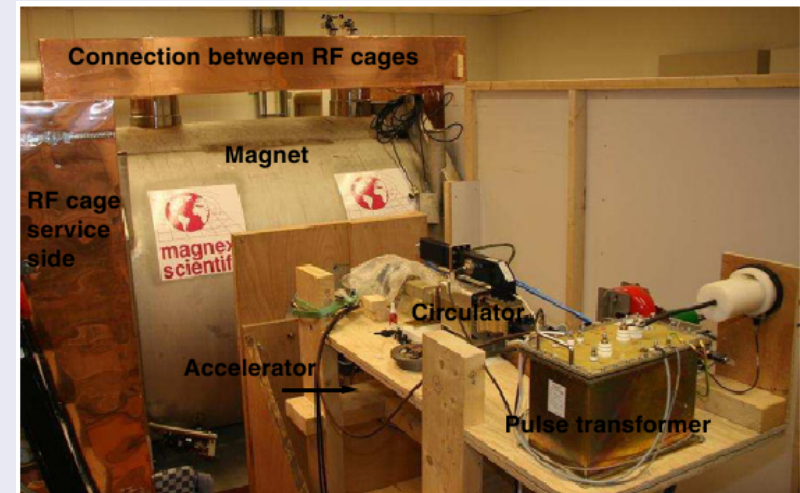 Connection between RF cages
Magnet
RF cage
service
side
magnex
scientif
Circulator
Accelerator
Pulse transformer